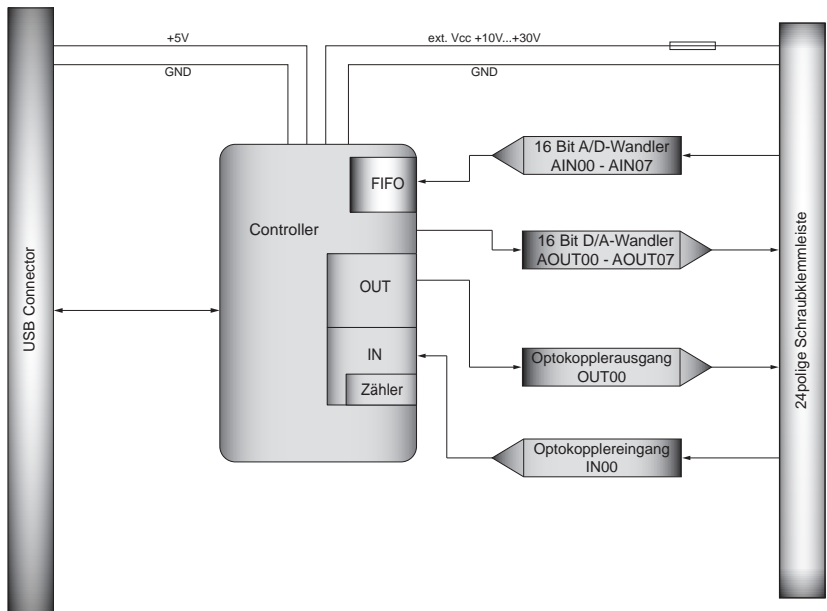 +5V
GND
ext. Vcc +10V...+30V
GND
USB Connector
Controller
FIFO
OUT
IN
Zähler
16 Bit A/D-Wandler
AIN00 - AIN07
16 Bit D/A-Wandler
AOUT00 - AOUT07
Optokopplerausgang
OUT00
Optokopplereingang
IN00
24polige Schraubklemmleiste